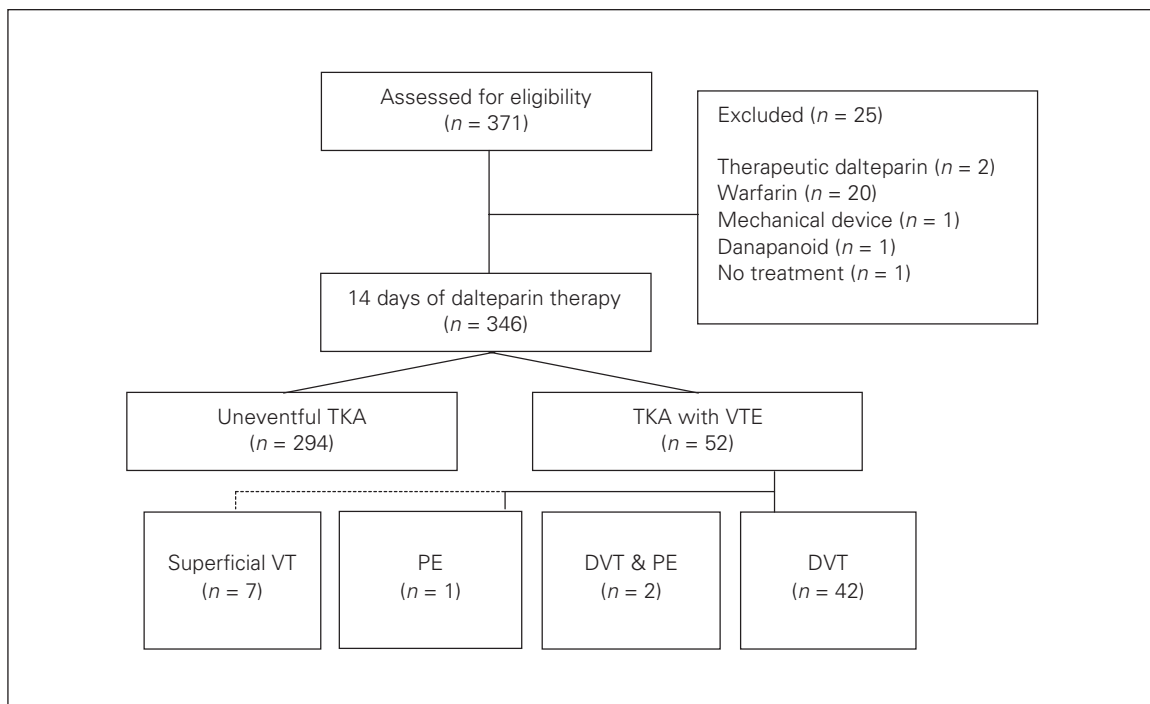 Assessed for eligibility
(n = 371)
Excluded (n = 25)
Therapeutic dalteparin (n = 2)
Warfarin (n = 20)
Mechanical device (n = 1)
Danapanoid (n = 1)
No treatment (n = 1)
14 days of dalteparin therapy
(n = 346)
Uneventful TKA
(n = 294)
TKA with VTE
(n = 52)
Superficial VT
(n = 7)
PE
(n = 1)
DVT & PE
(n = 2)
DVT
(n = 42)